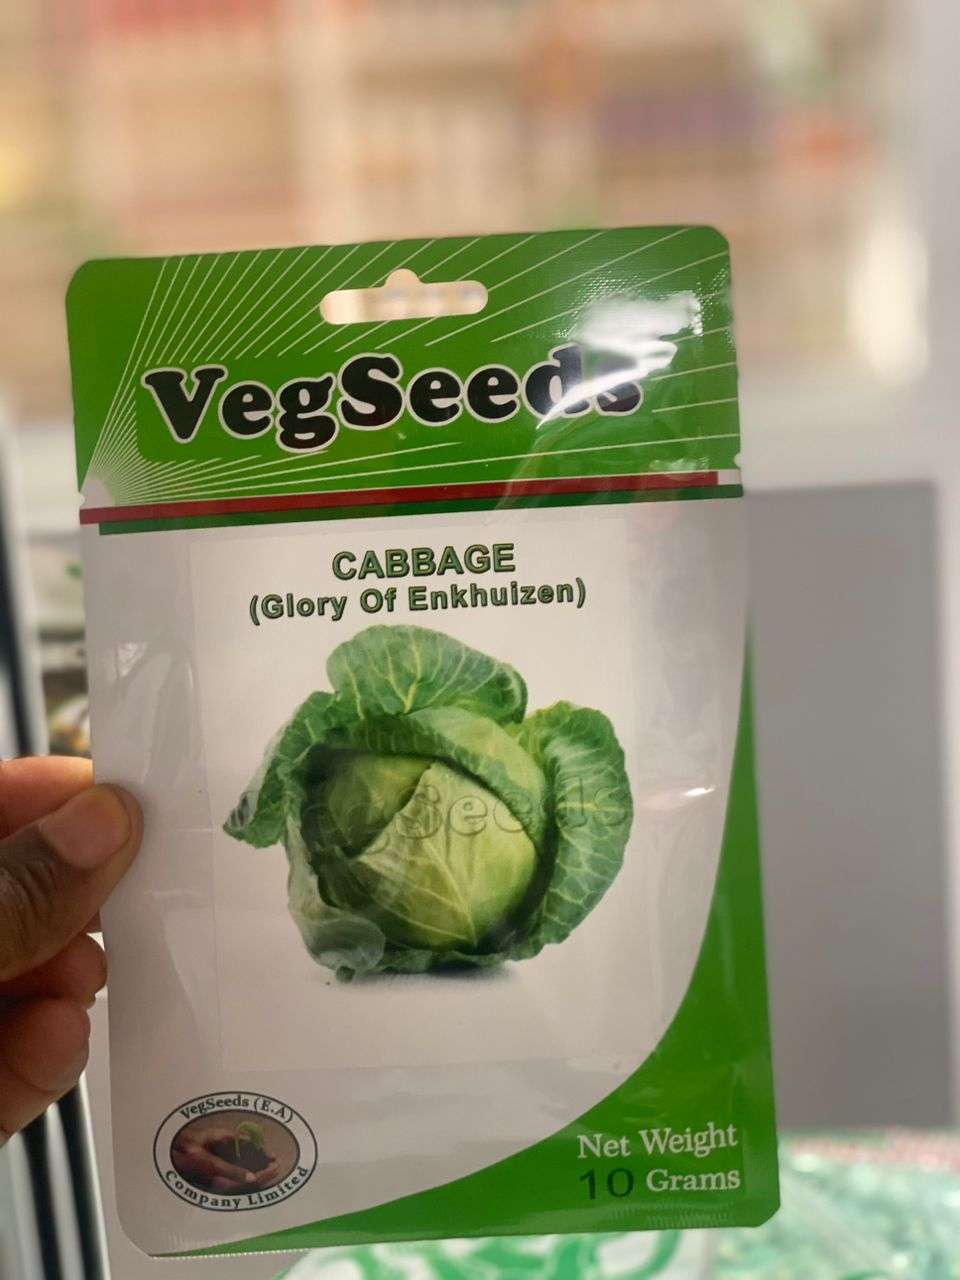 VegSeeds
CABBAGE
(Glory Of Enkhuizen)
VegSeeds
VegSeeds (E.A)
Company Limited
Net Weight
10 Grams